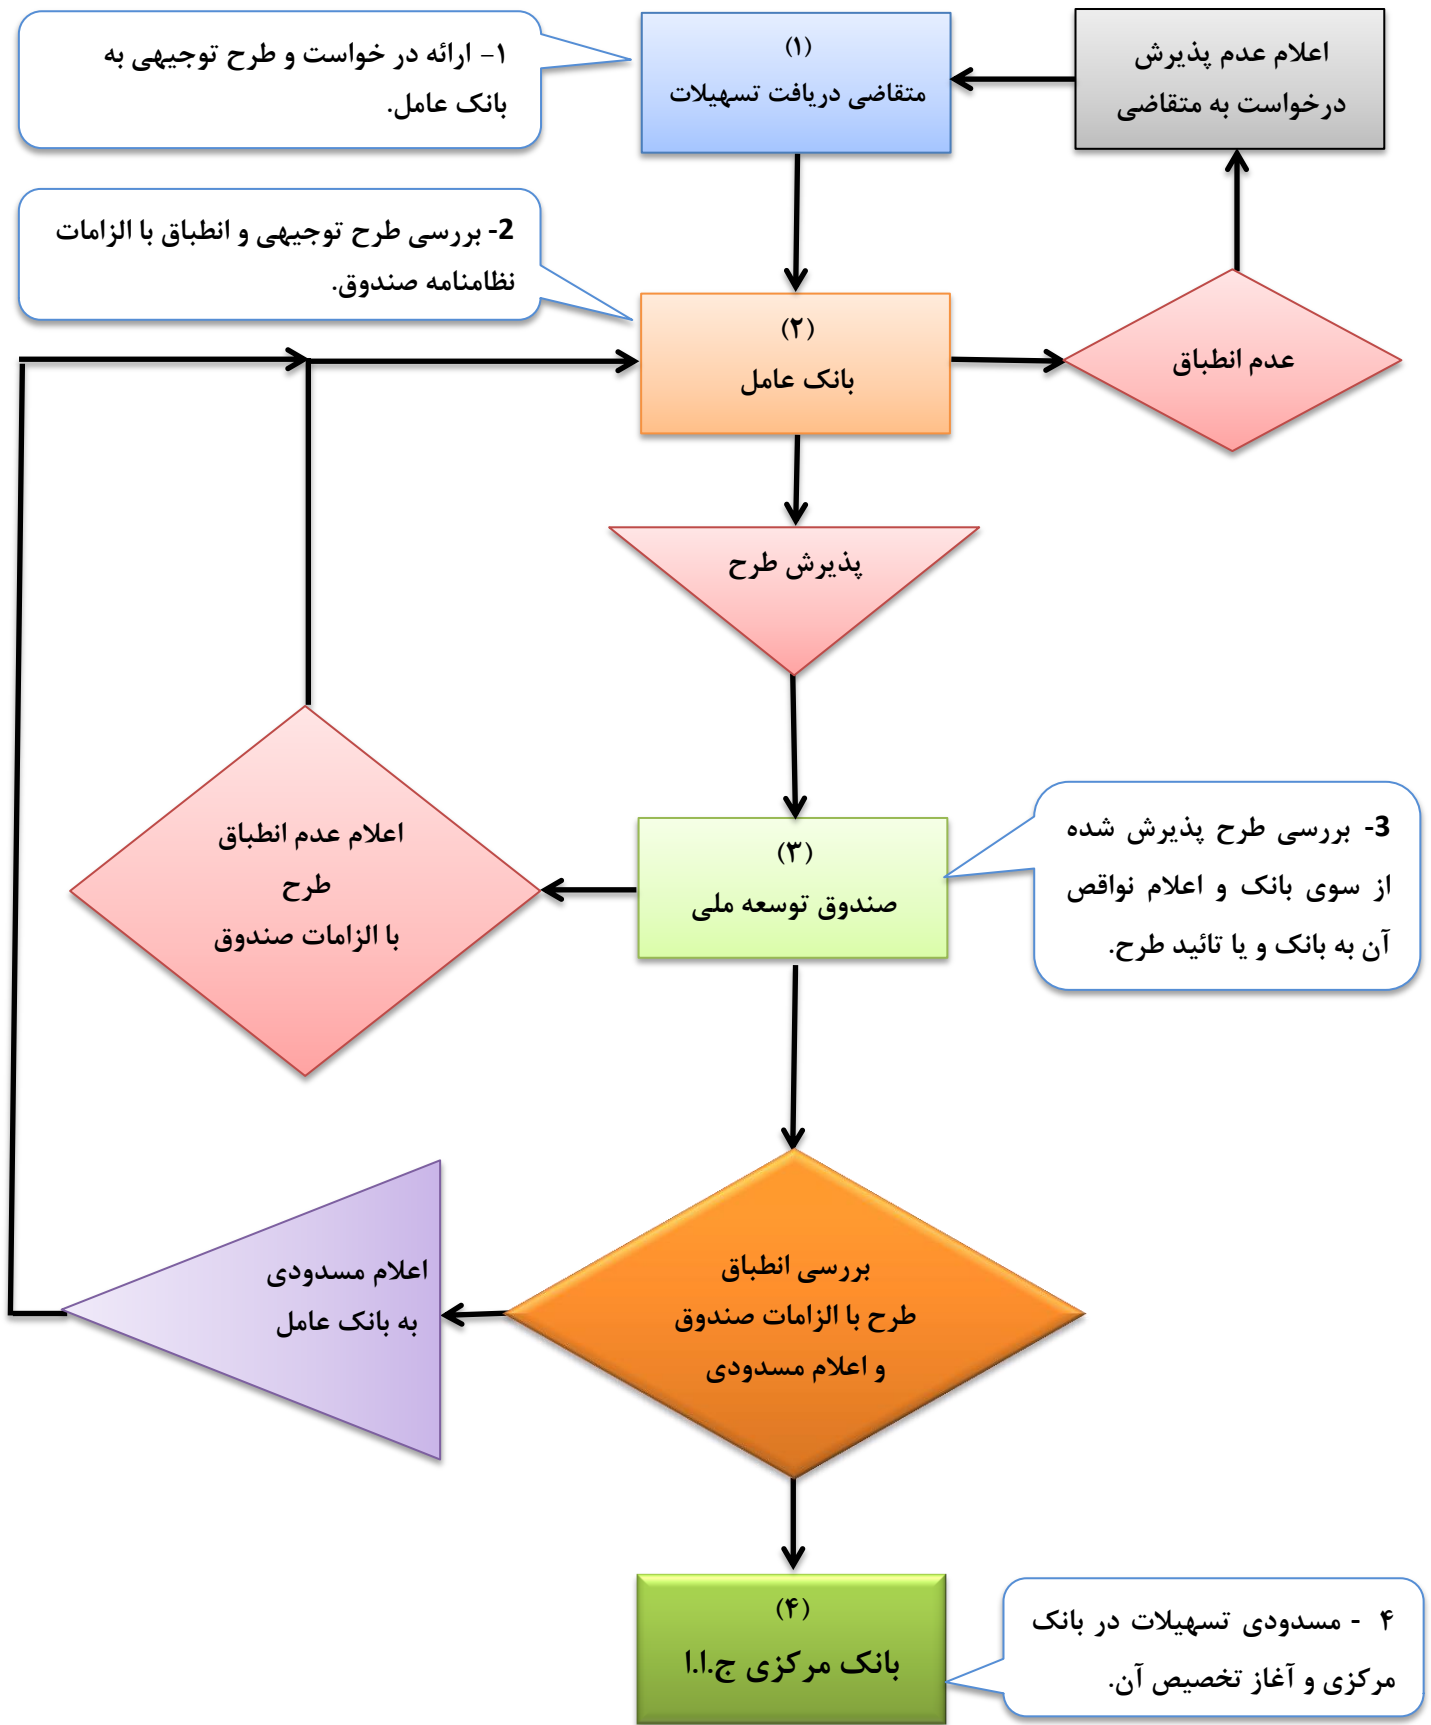 ۱- ارائه در خواست و طرح توجیهی به
بانک عامل.
(۱)
متقاضی دریافت تسهیلات
اعلام عدم پذیرش
درخواست به متقاضی
2- بررسی طرح توجیهی و انطباق با الزامات
نظامنامه صندوق.
(۲)
بانک عامل
عدم انطباق
پذیرش طرح
3- بررسی طرح پذیرش شده
از سوی بانک و اعلام نواقص
آن به بانک و یا تائید طرح.
(۳)
صندوق توسعه ملی
اعلام عدم انطباق
طرح
با الزامات صندوق
بررسی انطباق
طرح با الزامات صندوق
و اعلام مسدودی
اعلام مسدودی
به بانک عامل
(۴)
بانک مرکزی ج.ا.ا
۴ - مسدودی تسهیلات در بانک
مرکزی و آغاز تخصیص آن.